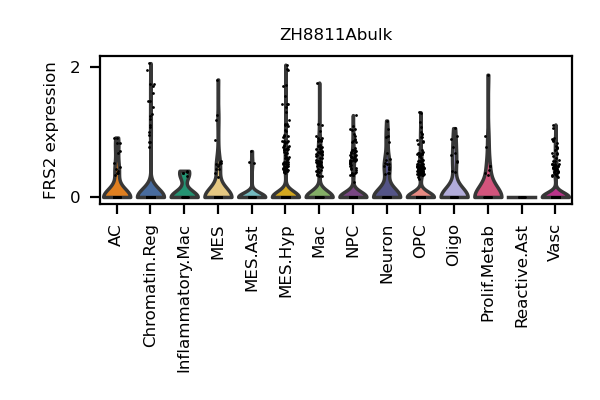 ZH8811Abulk
FRS2 expression
2
0
AC
Chromatin.Reg
Inflammatory.Mac
MES
MES.Ast
MES.Hyp
Mac
NPC
Neuron
OPC
Oligo
Prolif.Metab
Reactive.Ast
Vasc